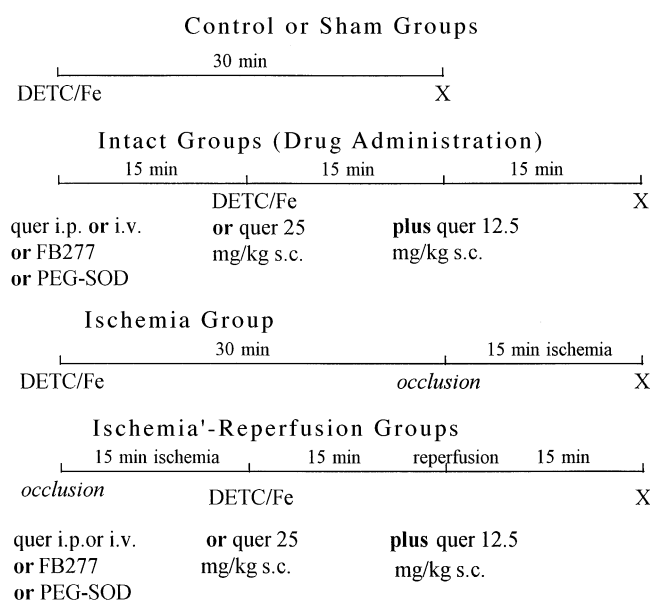 Control or Sham Groups
30 min
DETC/Fe X
Intact Groups (Drug Administration)
15 min 15 min 15 min
DETC/Fe X
quer i.p. or i.v. or quer 25 plus quer 12.5
or FB277 mg/kg s.c. mg/kg s.c.
or PEG-SOD
Ischemia Group
30 min 15 min ischemia
DETC/Fe occlusion X
Ischemia'-Reperfusion Groups
15 min ischemia 15 min reperfusion 15 min
occlusion DETC/Fe X
quer i.p.or i.v. or quer 25 plus quer 12.5
or FB277 mg/kg s.c. mg/kg s.c.
or PEG-SOD